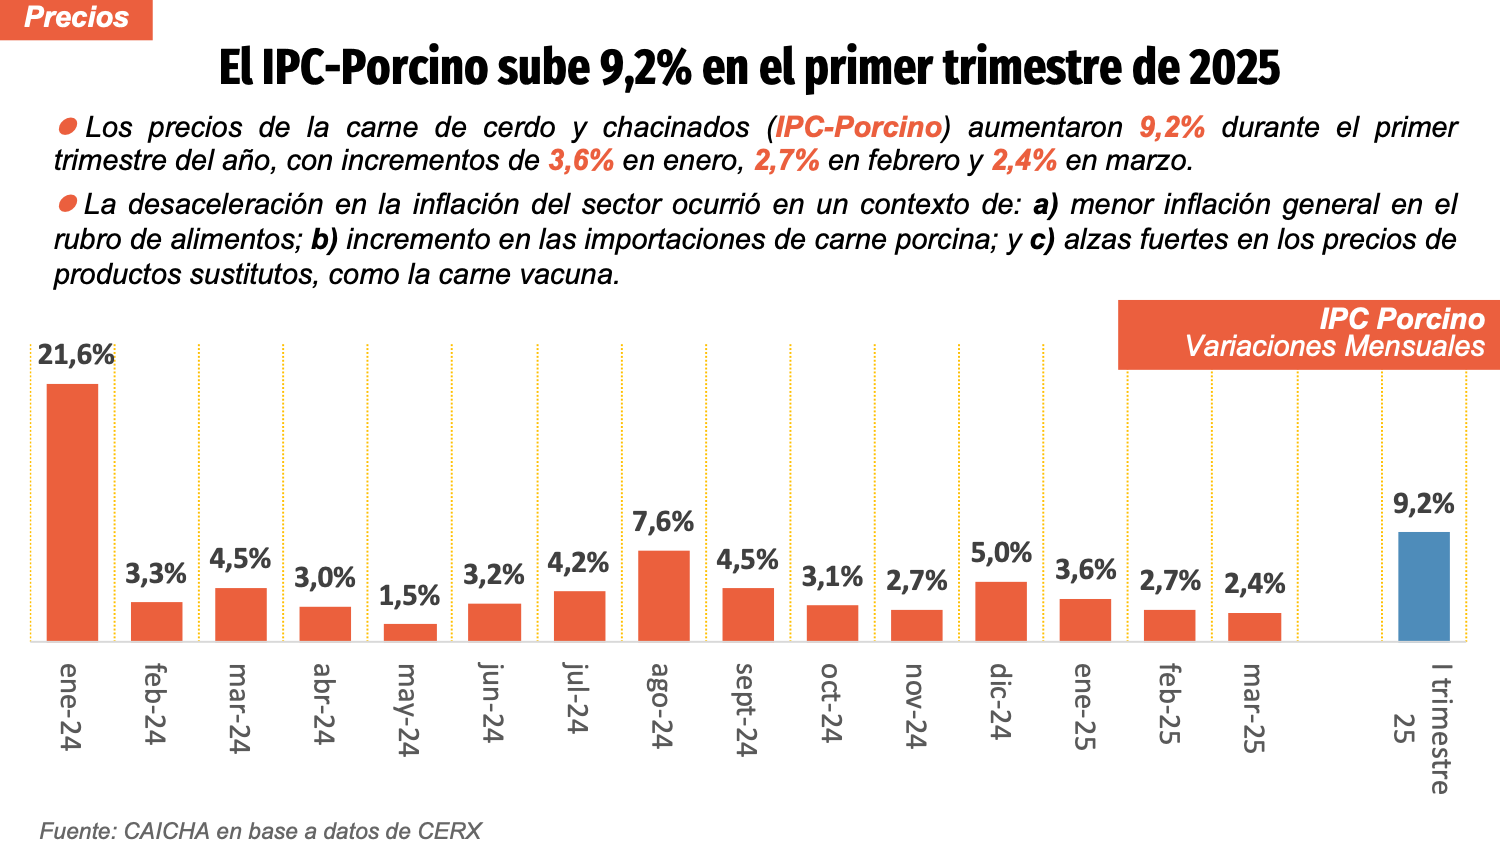 Precios
El IPC-Porcino sube 9,2% en el primer trimestre de 2025
● Los precios de la carne de cerdo y chacinados (IPC-Porcino) aumentaron 9,2% durante el primer
trimestre del año, con incrementos de 3,6% en enero, 2,7% en febrero y 2,4% en marzo.
● La desaceleración en la inflación del sector ocurrió en un contexto de: a) menor inflación general en el
rubro de alimentos; b) incremento en las importaciones de carne porcina; y c) alzas fuertes en los precios de
productos sustitutos, como la carne vacuna.
IPC Porcino
Variaciones Mensuales
21,6%
3,3%
4,5%
3,0%
1,5%
3,2%
4,2%
7,6%
4,5%
3,1%
2,7%
5,0%
3,6%
2,7%
2,4%
9,2%
ene-24
feb-24
mar-24
abr-24
may-24
jun-24
jul-24
ago-24
sept-24
oct-24
nov-24
dic-24
ene-25
feb-25
mar-25
I trimestre
25
Fuente: CAICHA en base a datos de CERX